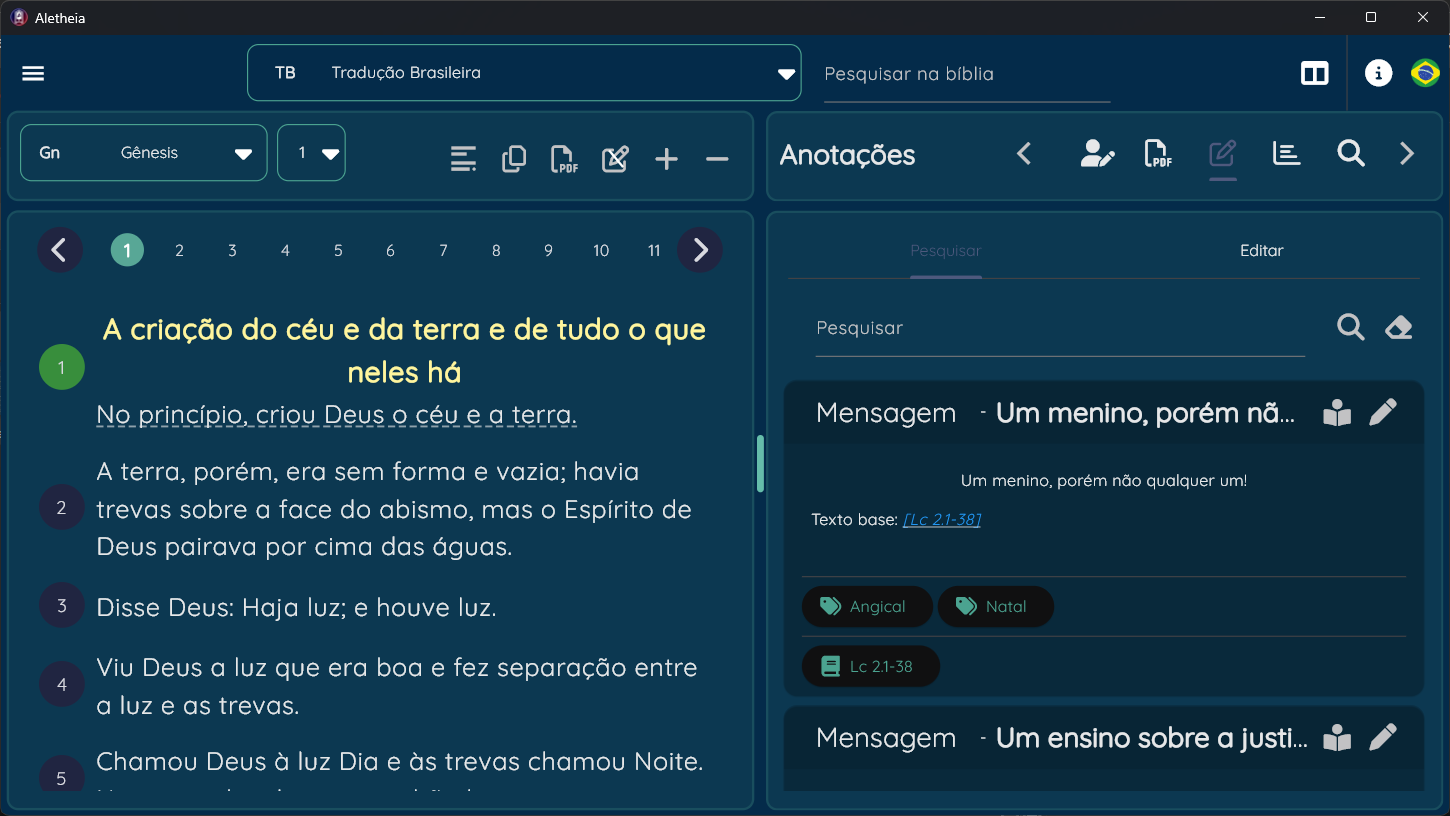 Aletheia
TB Tradução Brasileira
Pesquisar na bíblia
Gn Gênesis
1
PDF
Anotações
PDF
1 2 3 4 5 6 7 8 9 10 11
A criação do céu e da terra e de tudo o que
neles há
1
No princípio, criou Deus o céu e a terra.
2
A terra, porém, era sem forma e vazia; havia
trevas sobre a face do abismo, mas o Espírito de
Deus pairava por cima das águas.
3
Disse Deus: Haja luz; e houve luz.
4
Viu Deus a luz que era boa e fez separação entre
a luz e as trevas.
5
Chamou Deus à luz Dia e às trevas chamou Noite.
Pesquisar
Editar
Pesquisar
Mensagem - Um menino, porém nã...
Um menino, porém não qualquer um!
Texto base: [Lc 2.1-38]
Angical
Natal
Lc 2.1-38
Mensagem - Um ensino sobre a justi...